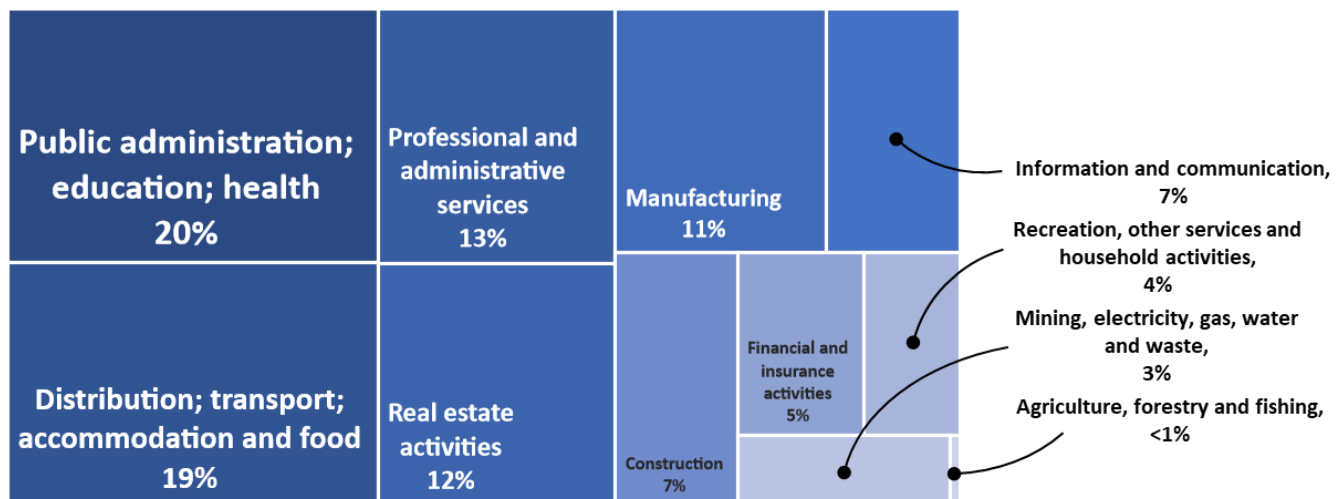 Public administration;
education; health
20%
Distribution; transport;
accommodation and food
19%
Professional and
administrative
services
13%
Real estate
activities
12%
Manufacturing
11%
Construction
7%
Financial and
insurance
activities
5%
Information and communication,
7%
Recreation, other services and
household activities,
4%
Mining, electricity, gas, water
and waste,
3%
Agriculture, forestry and fishing,
<1%